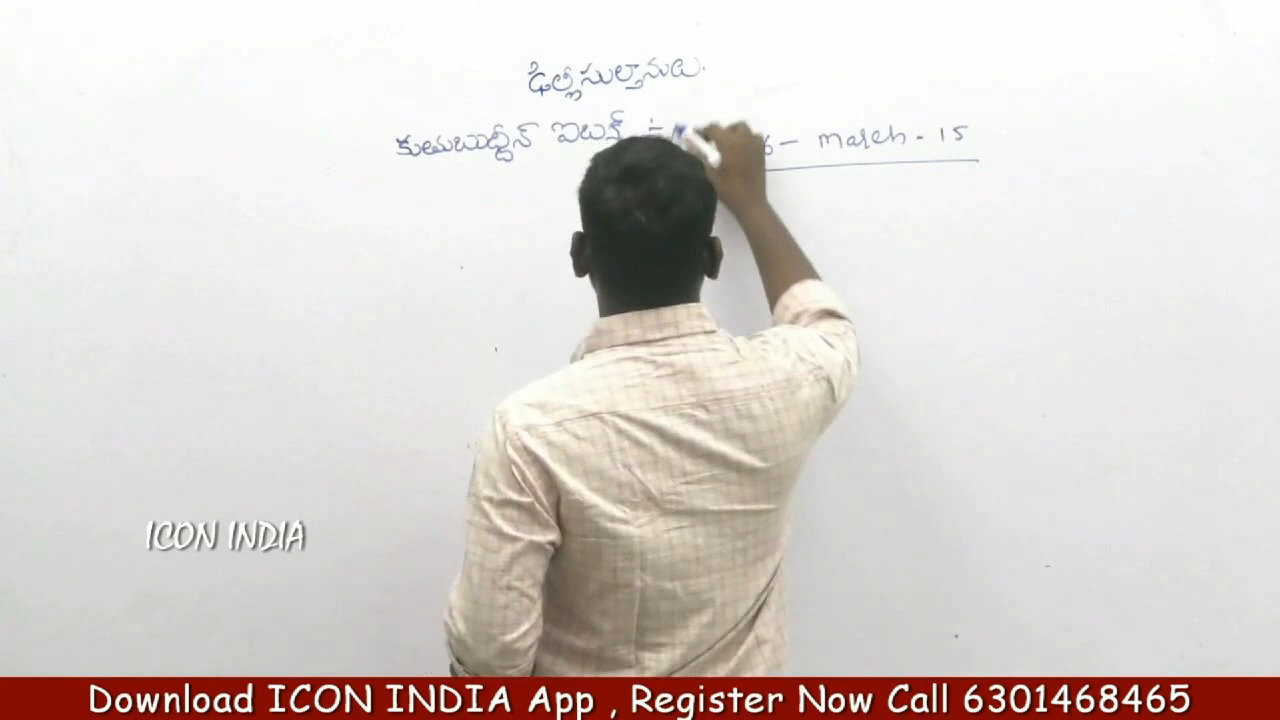 ఢిల్లీసుల్తానులు.
కుతుబుద్దీన్ ఐబక్ ÷ – march - 15
ICON INDIA
Download ICON INDIA App , Register Now Call 6301468465